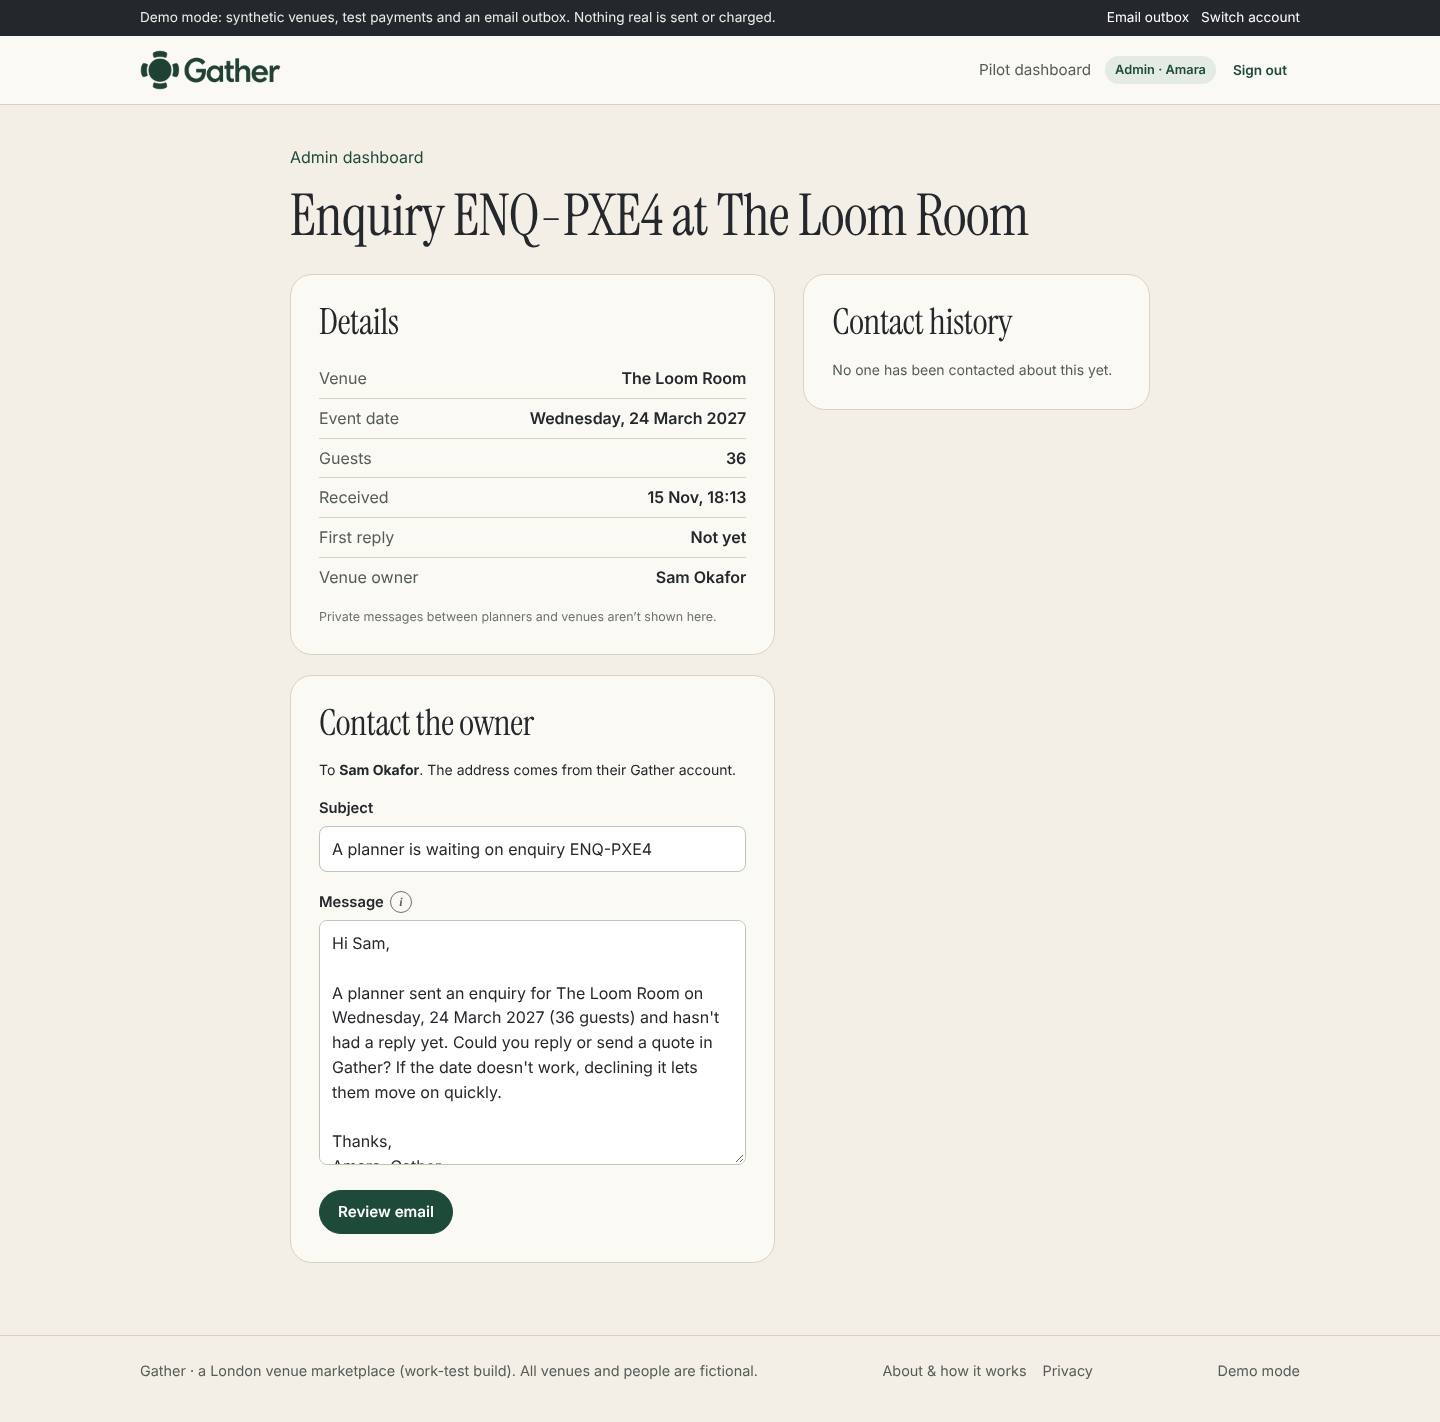 Demo mode: synthetic venues, test payments and an email outbox. Nothing real is sent or charged.
Email outbox Switch account
Gather
Pilot dashboard Admin · Amara Sign out
Admin dashboard
Enquiry ENQ-PXE4 at The Loom Room
Details
Venue The Loom Room
Event date Wednesday, 24 March 2027
Guests 36
Received 15 Nov, 18:13
First reply Not yet
Venue owner Sam Okafor
Private messages between planners and venues aren’t shown here.
Contact history
No one has been contacted about this yet.
Contact the owner
To Sam Okafor. The address comes from their Gather account.
Subject
A planner is waiting on enquiry ENQ-PXE4
Message i
Hi Sam,
A planner sent an enquiry for The Loom Room on
Wednesday, 24 March 2027 (36 guests) and hasn't
had a reply yet. Could you reply or send a quote in
Gather? If the date doesn't work, declining it lets
them move on quickly.
Thanks,
Review email
Gather · a London venue marketplace (work-test build). All venues and people are fictional.
About & how it works Privacy
Demo mode